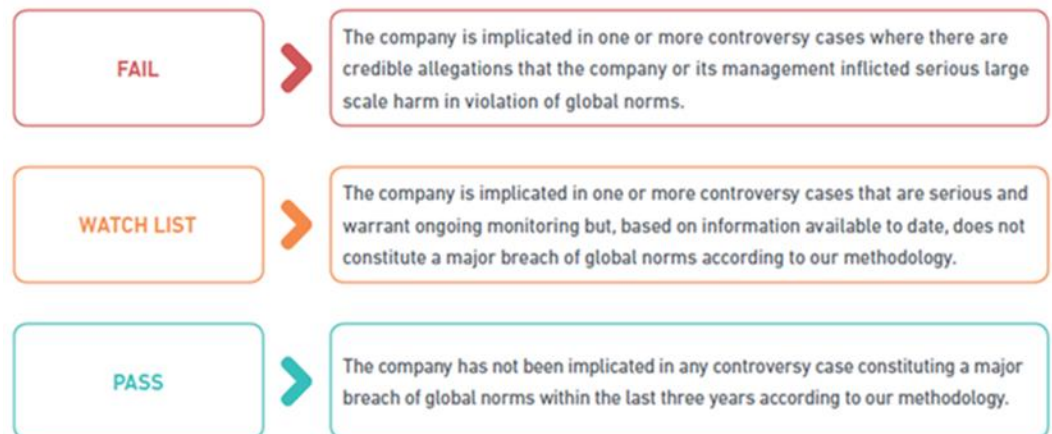 FAIL
The company is implicated in one or more controversy cases where there are
credible allegations that the company or its management inflicted serious large
scale harm in violation of global norms.
WATCH LIST
The company is implicated in one or more controversy cases that are serious and
warrant ongoing monitoring but, based on information available to date, does not
constitute a major breach of global norms according to our methodology.
PASS
The company has not been implicated in any controversy case constituting a major
breach of global norms within the last three years according to our methodology.